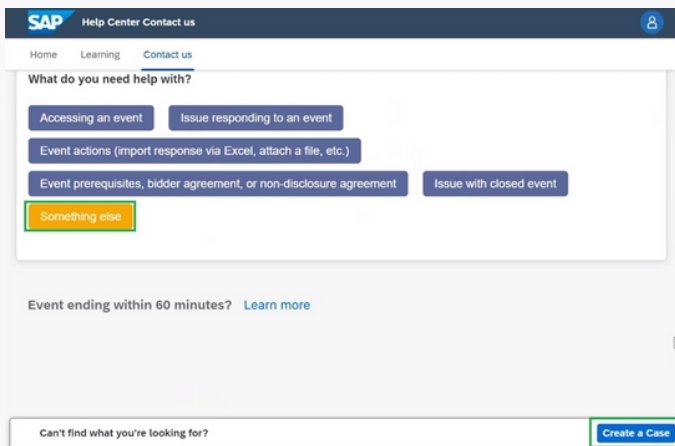 SAP Help Center Contact us
Home Learning Contact us
What do you need help with?
Accessing an event Issue responding to an event
Event actions (import response via Excel, attach a file, etc.)
Event prerequisites, bidder agreement, or non-disclosure agreement Issue with closed event
Something else
Event ending within 60 minutes? Learn more
Can't find what you're looking for? Create a Case